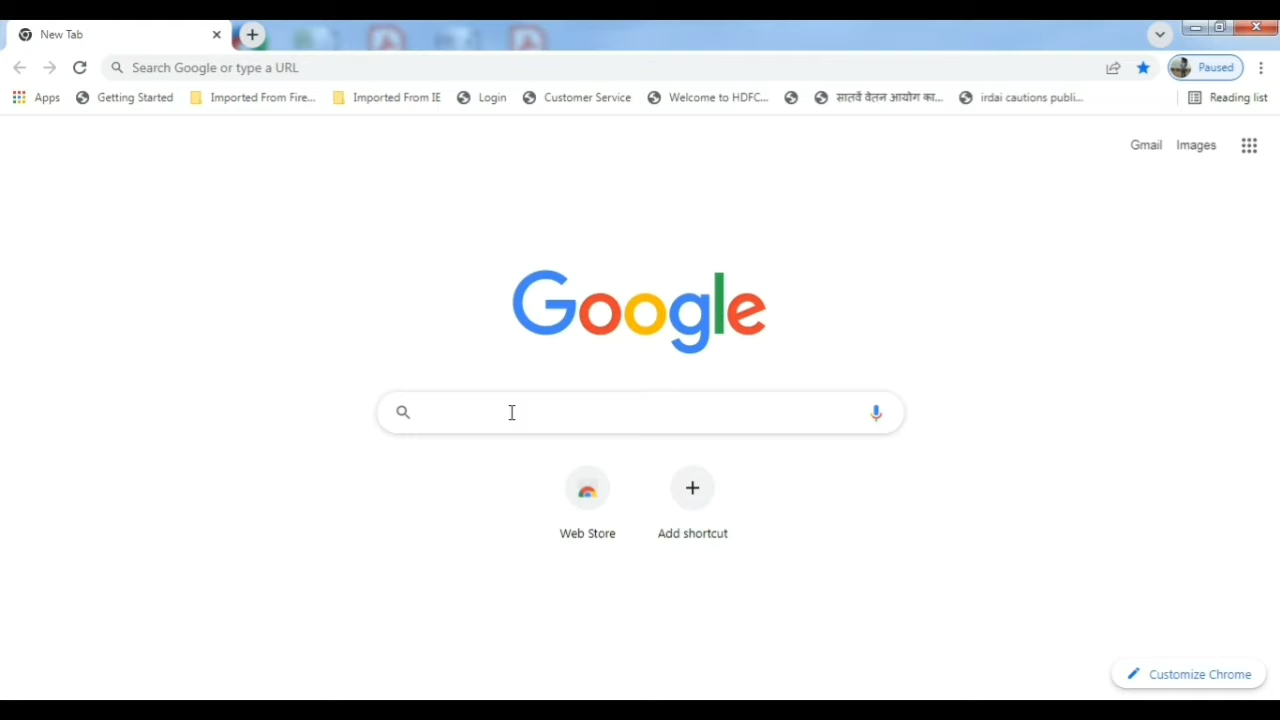 New Tab
Search Google or type a URL
Paused
Apps
Getting Started
Imported From Fire...
Imported From IE
Login
Customer Service
Welcome to HDFC...
सातवें वेतन आयोग का...
irdai cautions publi...
Reading list
Gmail
Images
Google
Web Store
Add shortcut
Customize Chrome